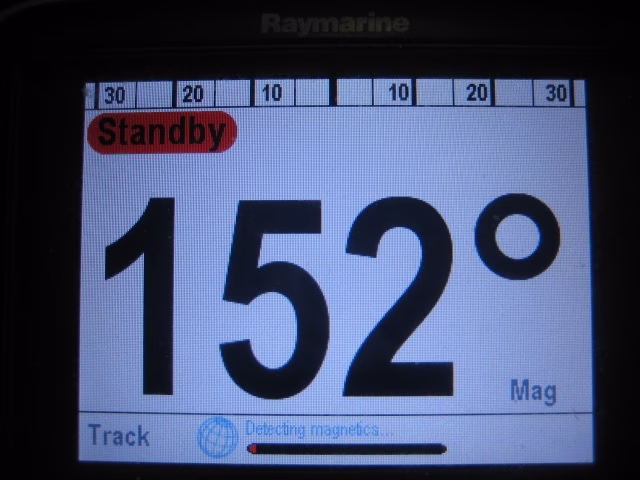 Raymarine
30 20 10 10 20 30
Standby
152°
Mag
Track
Detecting magnetics...